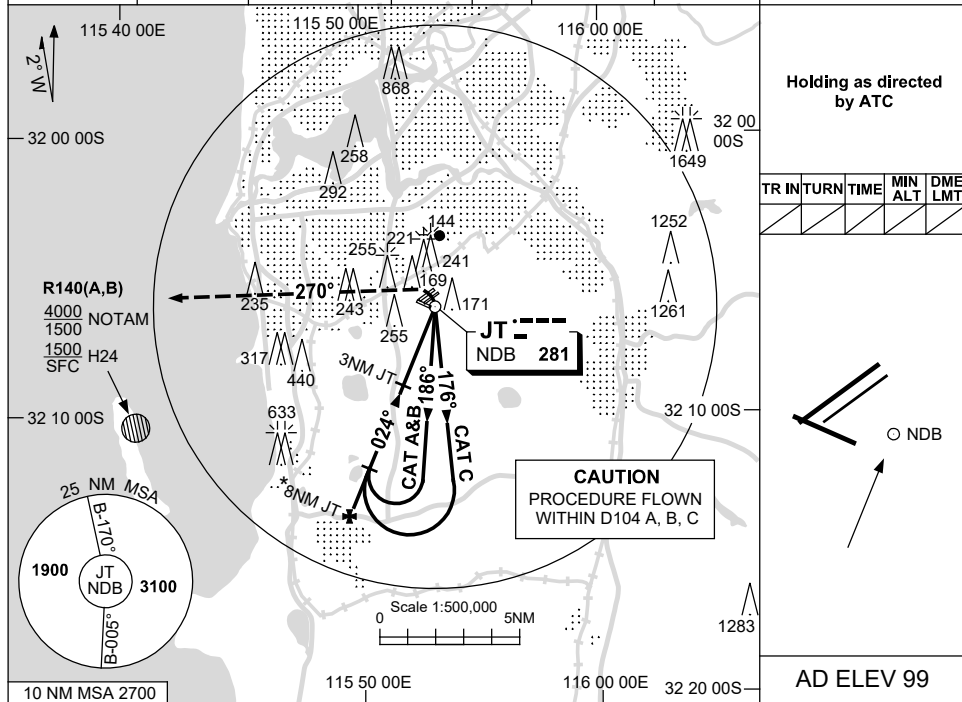 115 40 00E
115 50 00E
116 00 00E
2° W
868
Holding as directed
by ATC
32 00 00S
258
32 00
00S
1649
292
TR IN TURN TIME MIN ALT DME LMT
144
1252
221
255
241
235
270°
243
169
171
1261
R140(A,B)
4000
1500 NOTAM
1500
SFC H24
255
JT
NDB 281
317
440
3NM JT
32 10 00S
32 10 00S
633
024°
CAT A&B 186°
176° CAT C
NDB
*8NM JT
CAUTION
PROCEDURE FLOWN
WITHIN D104 A, B, C
25 NM MSA
B-170°
1900
JT
NDB
3100
B-005°
Scale 1:500,000
0 5NM
1283
10 NM MSA 2700
115 50 00E
116 00 00E
32 20 00S
AD ELEV 99